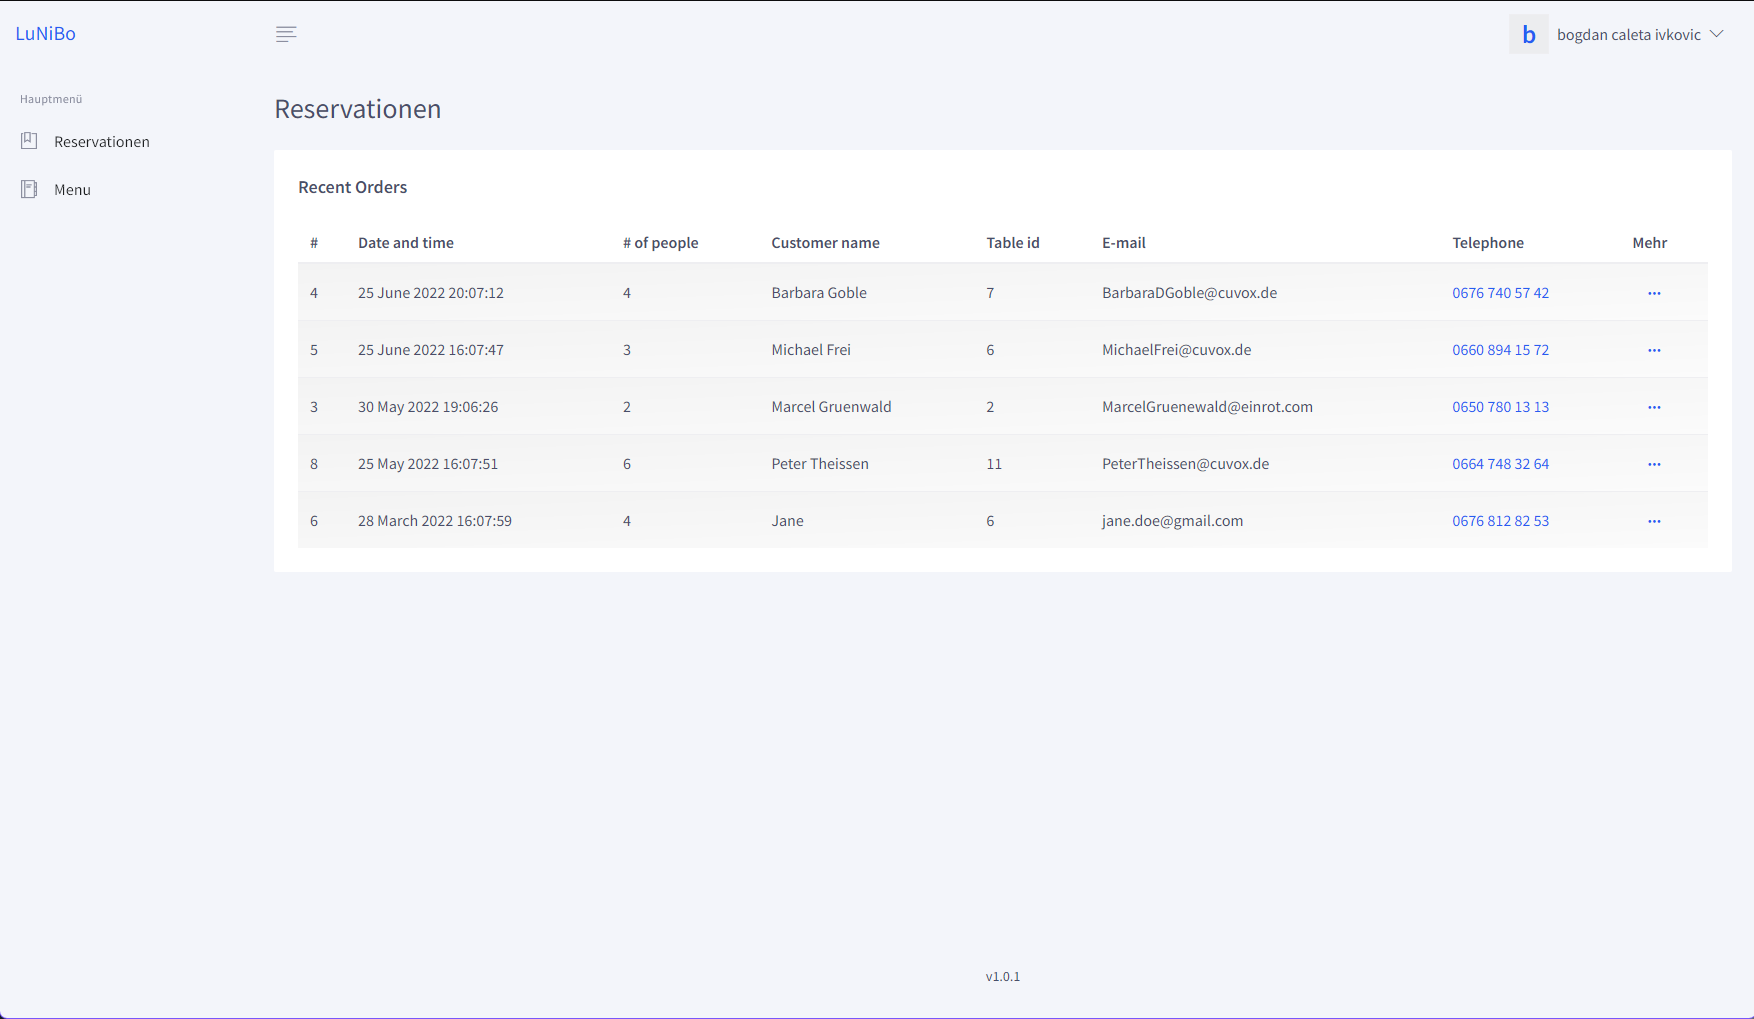 LuNiBo
b bogdan caleta ivkovic
Hauptmenü
Reservationen
Menu
Reservationen
Recent Orders
# Date and time # of people Customer name Table id E-mail Telephone Mehr
4 25 June 2022 20:07:12 4 Barbara Goble 7 BarbaraDGoble@cuvox.de 0676 740 57 42 ...
5 25 June 2022 16:07:47 3 Michael Frei 6 MichaelFrei@cuvox.de 0660 894 15 72 ...
3 30 May 2022 19:06:26 2 Marcel Gruenwald 2 MarcelGruenewald@einrot.com 0650 780 13 13 ...
8 25 May 2022 16:07:51 6 Peter Theissen 11 PeterTheissen@cuvox.de 0664 748 32 64 ...
6 28 March 2022 16:07:59 4 Jane 6 jane.doe@gmail.com 0676 812 82 53 ...
v1.0.1